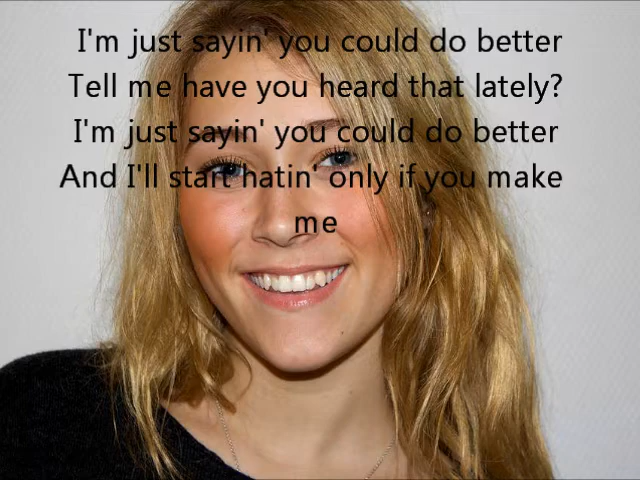 I'm just sayin' you could do better
Tell me have you heard that lately?
I'm just sayin' you could do better
And I'll start hatin' only if you make
me